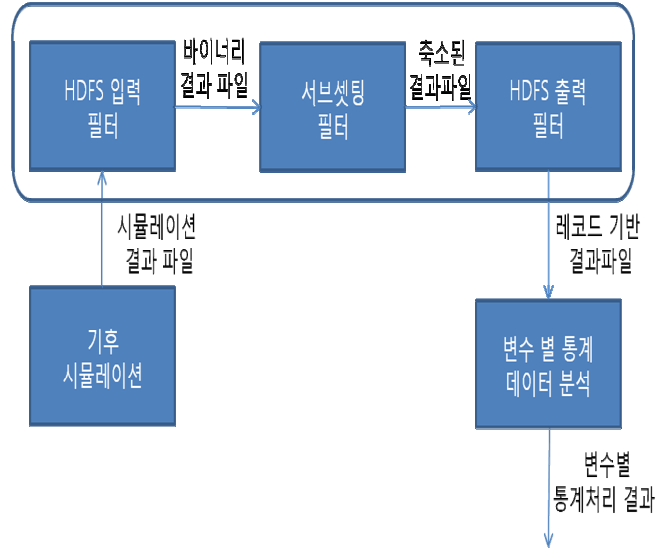 HDFS 입력
필터
바이너리
결과 파일
서브셋팅
필터
축소된
결과파일
HDFS 출력
필터
시뮬레이션
결과 파일
레코드 기반
결과파일
기후
시뮬레이션
변수 별 통계
데이터 분석
변수별
통계처리 결과